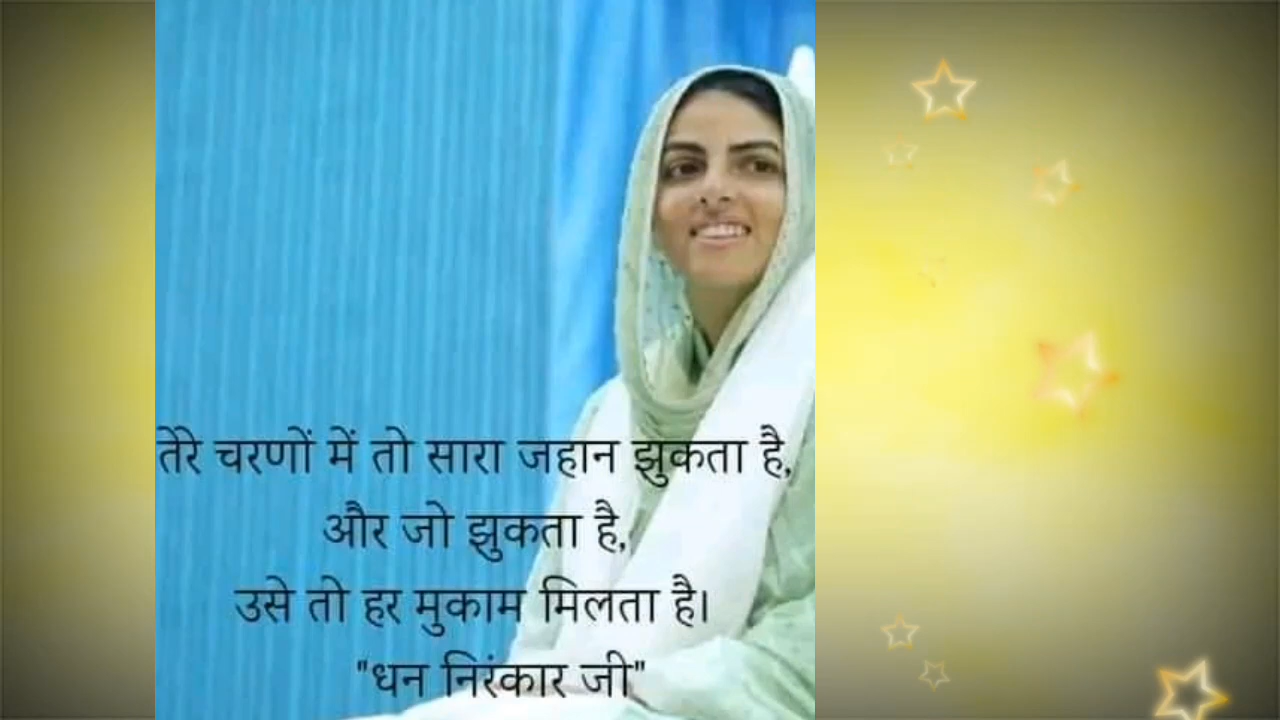 तेरे चरणों में तो सारा जहान झुकता है,
और जो झुकता है,
उसे तो हर मुकाम मिलता है।
"धन निरंकार जी"